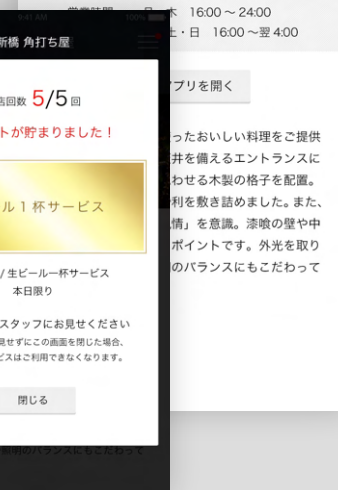 9:41 AM 100%
新橋 角打ち屋
店回数 5/5 回
トが貯まりました！
ル１杯サービス
/ 生ビール一杯サービス
本日限り
スタッフにお見せください
見せずにこの画面を閉じた場合、
ビスはご利用できなくなります。
閉じる
照明のバランスにもこだわって
営業時間 月 木 16:00 〜 24:00
土・日 16:00 〜翌 4:00
アプリを開く
ったおいしい料理をご提供
井を備えるエントランスに
わせる木製の格子を配置。
利を敷き詰めました。また、
情」を意識。漆喰の壁や中
ポイントです。外光を取り
のバランスにもこだわって